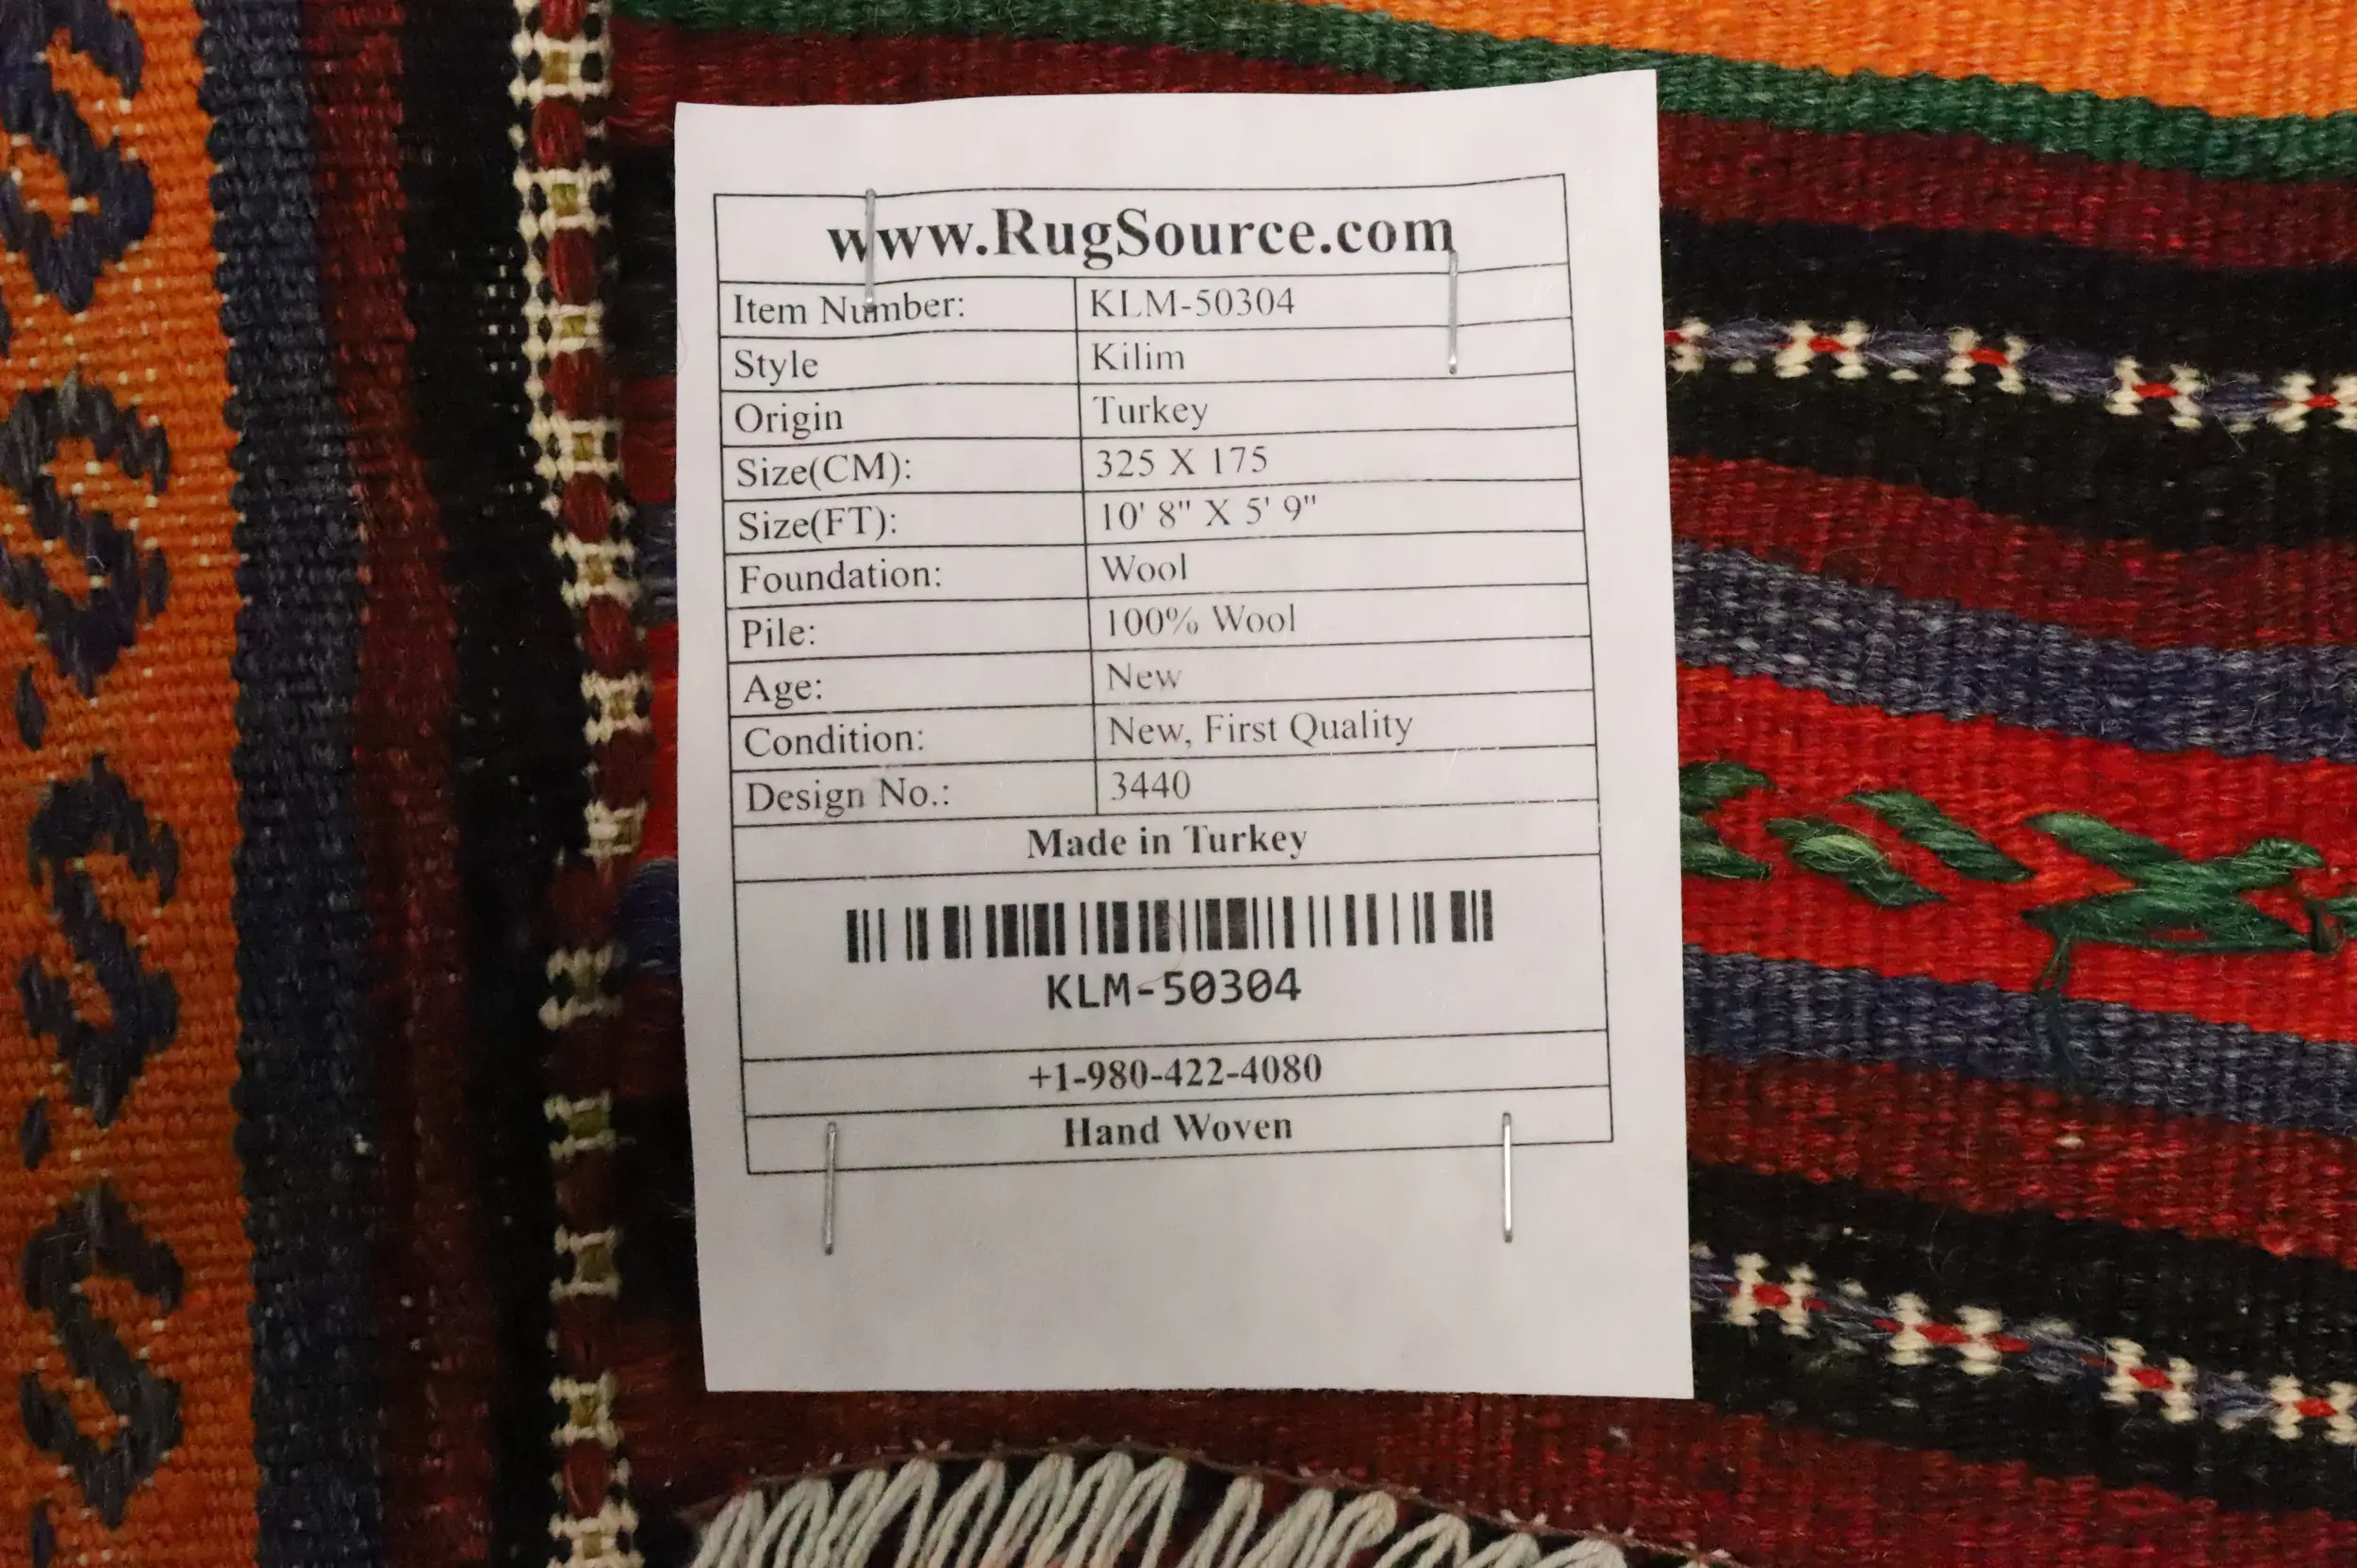 www.RugSource.com
Item Number: KLM-50304
Style Kilim
Origin Turkey
Size(CM): 325 X 175
Size(FT): 10' 8" X 5' 9"
Foundation: Wool
Pile: 100% Wool
Age: New
Condition: New, First Quality
Design No.: 3440
Made in Turkey
KLM-50304
+1-980-422-4080
Hand Woven